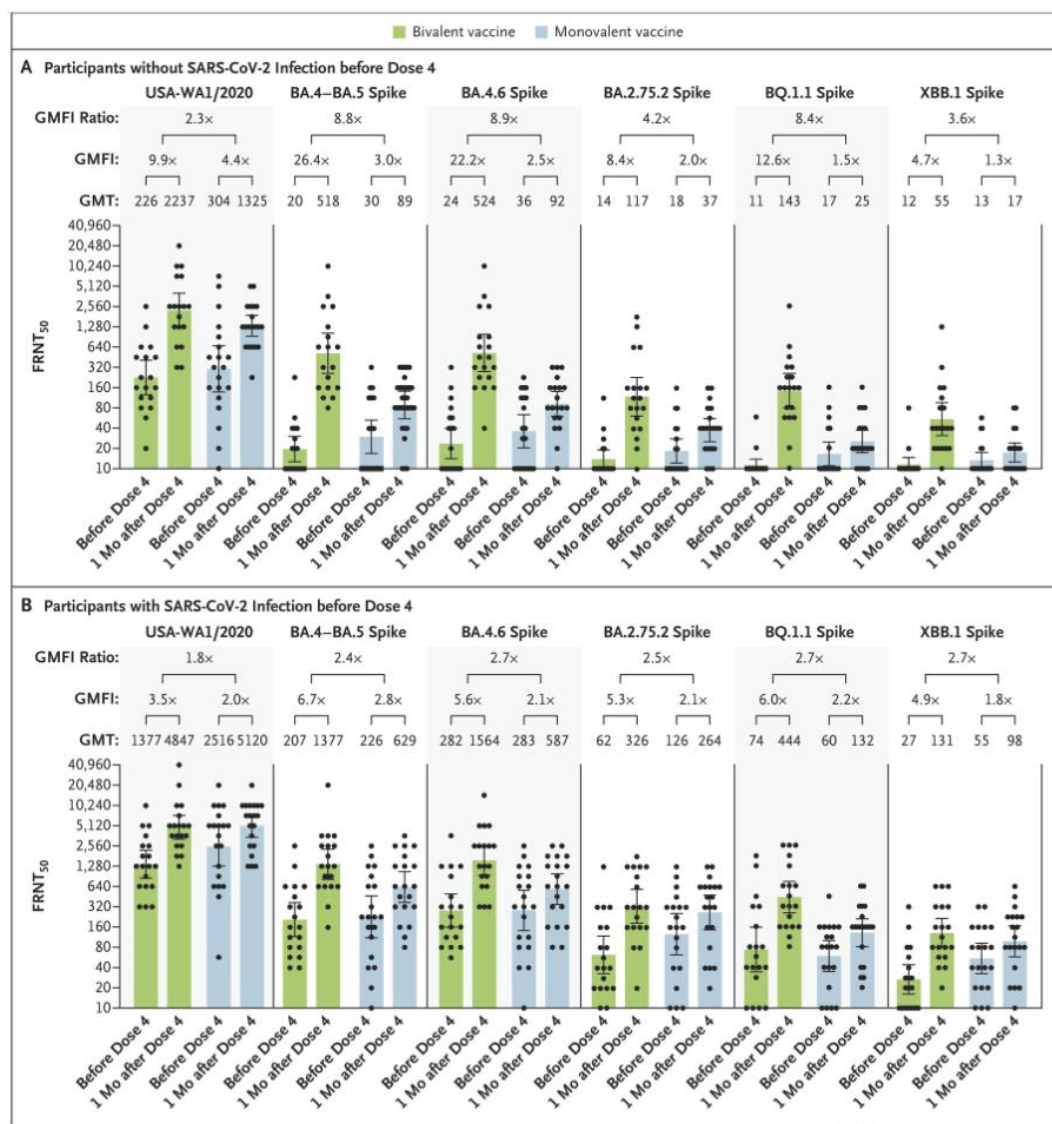 Bivalent vaccine Monovalent vaccine
A Participants without SARS-CoV-2 Infection before Dose 4
USA-WA1/2020 BA.4–BA.5 Spike BA.4.6 Spike BA.2.75.2 Spike BQ.1.1 Spike XBB.1 Spike
GMFI Ratio: 2.3× 8.8× 8.9× 4.2× 8.4× 3.6×
GMFI: 9.9× 4.4× 26.4× 3.0× 22.2× 2.5× 8.4× 2.0× 12.6× 1.5× 4.7× 1.3×
GMT: 226 2237 304 1325 20 518 30 89 24 524 36 92 14 117 18 37 11 143 17 25 12 55 13 17
40,960
20,480
10,240
5,120
2,560
1,280
640
320
160
80
40
20
10
FRNT50
Before Dose 4 1 Mo after Dose 4 Before Dose 4 1 Mo after Dose 4 Before Dose 4 1 Mo after Dose 4 Before Dose 4 1 Mo after Dose 4 Before Dose 4 1 Mo after Dose 4 Before Dose 4 1 Mo after Dose 4 Before Dose 4 1 Mo after Dose 4 Before Dose 4 1 Mo after Dose 4 Before Dose 4 1 Mo after Dose 4 Before Dose 4 1 Mo after Dose 4 Before Dose 4 1 Mo after Dose 4 Before Dose 4 1 Mo after Dose 4
B Participants with SARS-CoV-2 Infection before Dose 4
USA-WA1/2020 BA.4–BA.5 Spike BA.4.6 Spike BA.2.75.2 Spike BQ.1.1 Spike XBB.1 Spike
GMFI Ratio: 1.8× 2.4× 2.7× 2.5× 2.7× 2.7×
GMFI: 3.5× 2.0× 6.7× 2.8× 5.6× 2.1× 5.3× 2.1× 6.0× 2.2× 4.9× 1.8×
GMT: 1377 4847 2516 5120 207 1377 226 629 282 1564 283 587 62 326 126 264 74 444 60 132 27 131 55 98
40,960
20,480
10,240
5,120
2,560
1,280
640
320
160
80
40
20
10
FRNT50
Before Dose 4 1 Mo after Dose 4 Before Dose 4 1 Mo after Dose 4 Before Dose 4 1 Mo after Dose 4 Before Dose 4 1 Mo after Dose 4 Before Dose 4 1 Mo after Dose 4 Before Dose 4 1 Mo after Dose 4 Before Dose 4 1 Mo after Dose 4 Before Dose 4 1 Mo after Dose 4 Before Dose 4 1 Mo after Dose 4 Before Dose 4 1 Mo after Dose 4 Before Dose 4 1 Mo after Dose 4 Before Dose 4 1 Mo after Dose 4